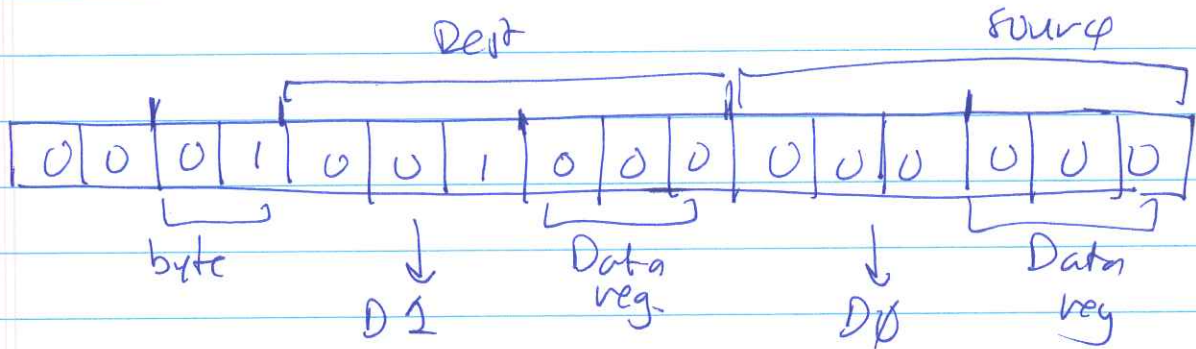 Dest Source
0 0 0 1 0 0 1 0 0 0 0 0 0 0 0 0
byte Data Data
D1 reg. DØ reg